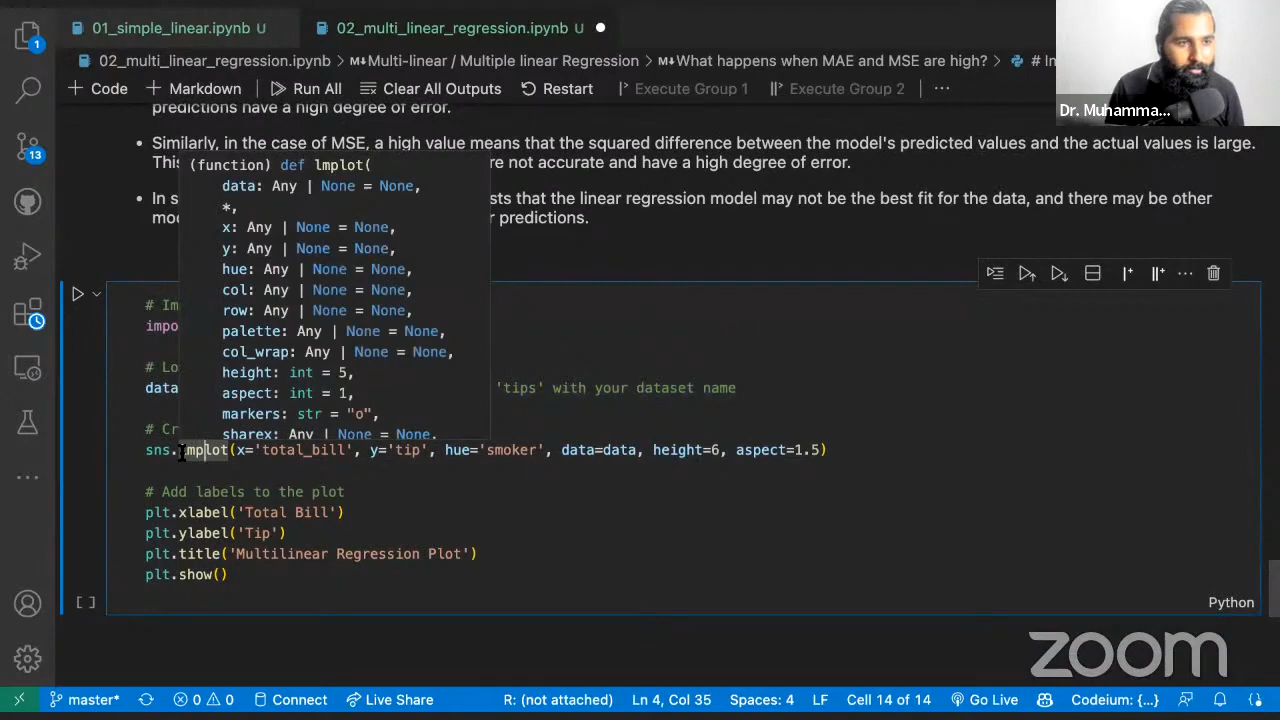 01_simple_linear.ipynb U
02_multi_linear_regression.ipynb U
02_multi_linear_regression.ipynb > Multi-linear / Multiple linear Regression > What happens when MAE and MSE are high? >
Code Markdown Run All Clear All Outputs Restart Execute Group 1 Execute Group 2 ...
Dr. Muhamma...
predictions have a high degree of error.
• Similarly, in the case of MSE, a high value means that the squared difference between the model's predicted values and the actual values is large.
This
(function) def lmplot(
re not accurate and have a high degree of error.
data: Any | None = None,
In s
sts that the linear regression model may not be the best fit for the data, and there may be other
*,
mod
r predictions.
x: Any | None = None,
y: Any | None = None,
hue: Any | None = None,
col: Any | None = None,
row: Any | None = None,
palette: Any | None = None,
col_wrap: Any | None = None,
height: int = 5,
aspect: int = 1,
markers: str = "o",
sharex: Any | None = None,
# Im
impo
# Lo
data
'tips' with your dataset name
# Cr
sns.lmplot(x='total_bill', y='tip', hue='smoker', data=data, height=6, aspect=1.5)
# Add labels to the plot
plt.xlabel('Total Bill')
plt.ylabel('Tip')
plt.title('Multilinear Regression Plot')
plt.show()
[ ]
Python
zoom
1
13
master* 0 0 Connect Live Share R: (not attached) Ln 4, Col 35 Spaces: 4 LF Cell 14 of 14 Go Live Codeium: {...}